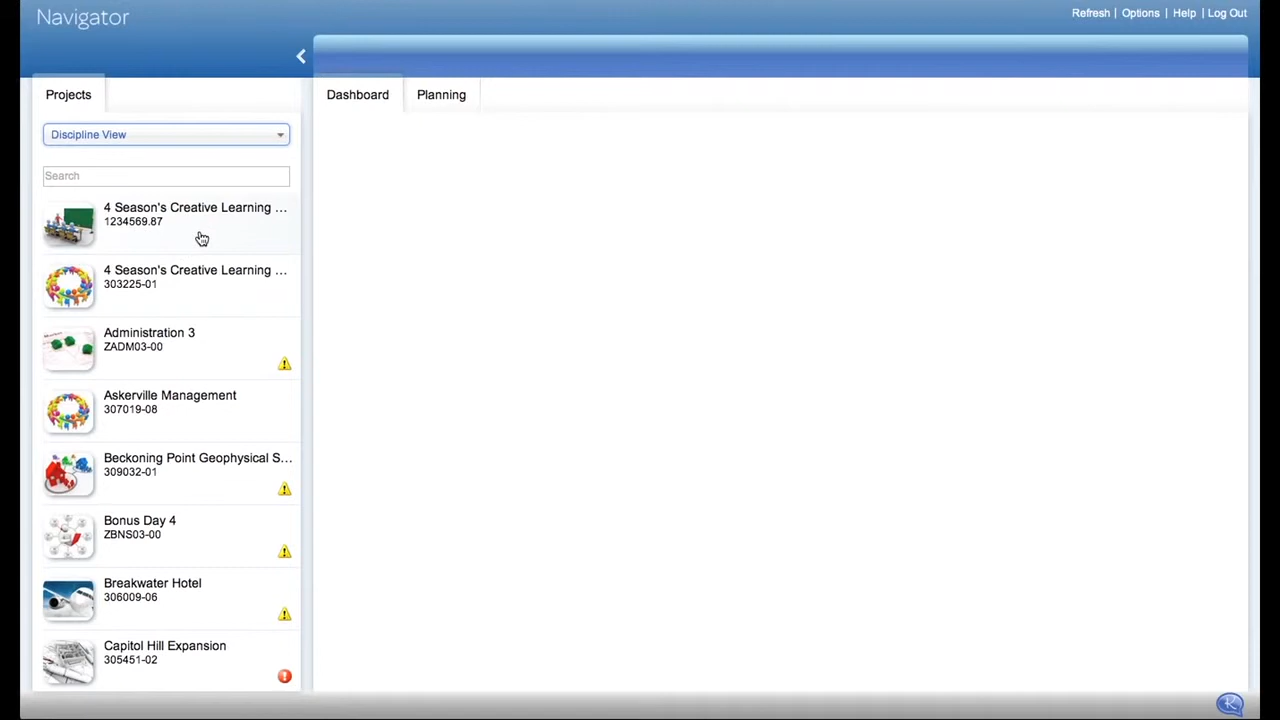 Navigator
Refresh | Options | Help | Log Out
Projects
Dashboard
Planning
Discipline View
Search
4 Season's Creative Learning ...
1234569.87
4 Season's Creative Learning ...
303225-01
Administration 3
ZADM03-00
Askerville Management
307019-08
Beckoning Point Geophysical S...
309032-01
Bonus Day 4
ZBNS03-00
Breakwater Hotel
306009-06
Capitol Hill Expansion
305451-02
K